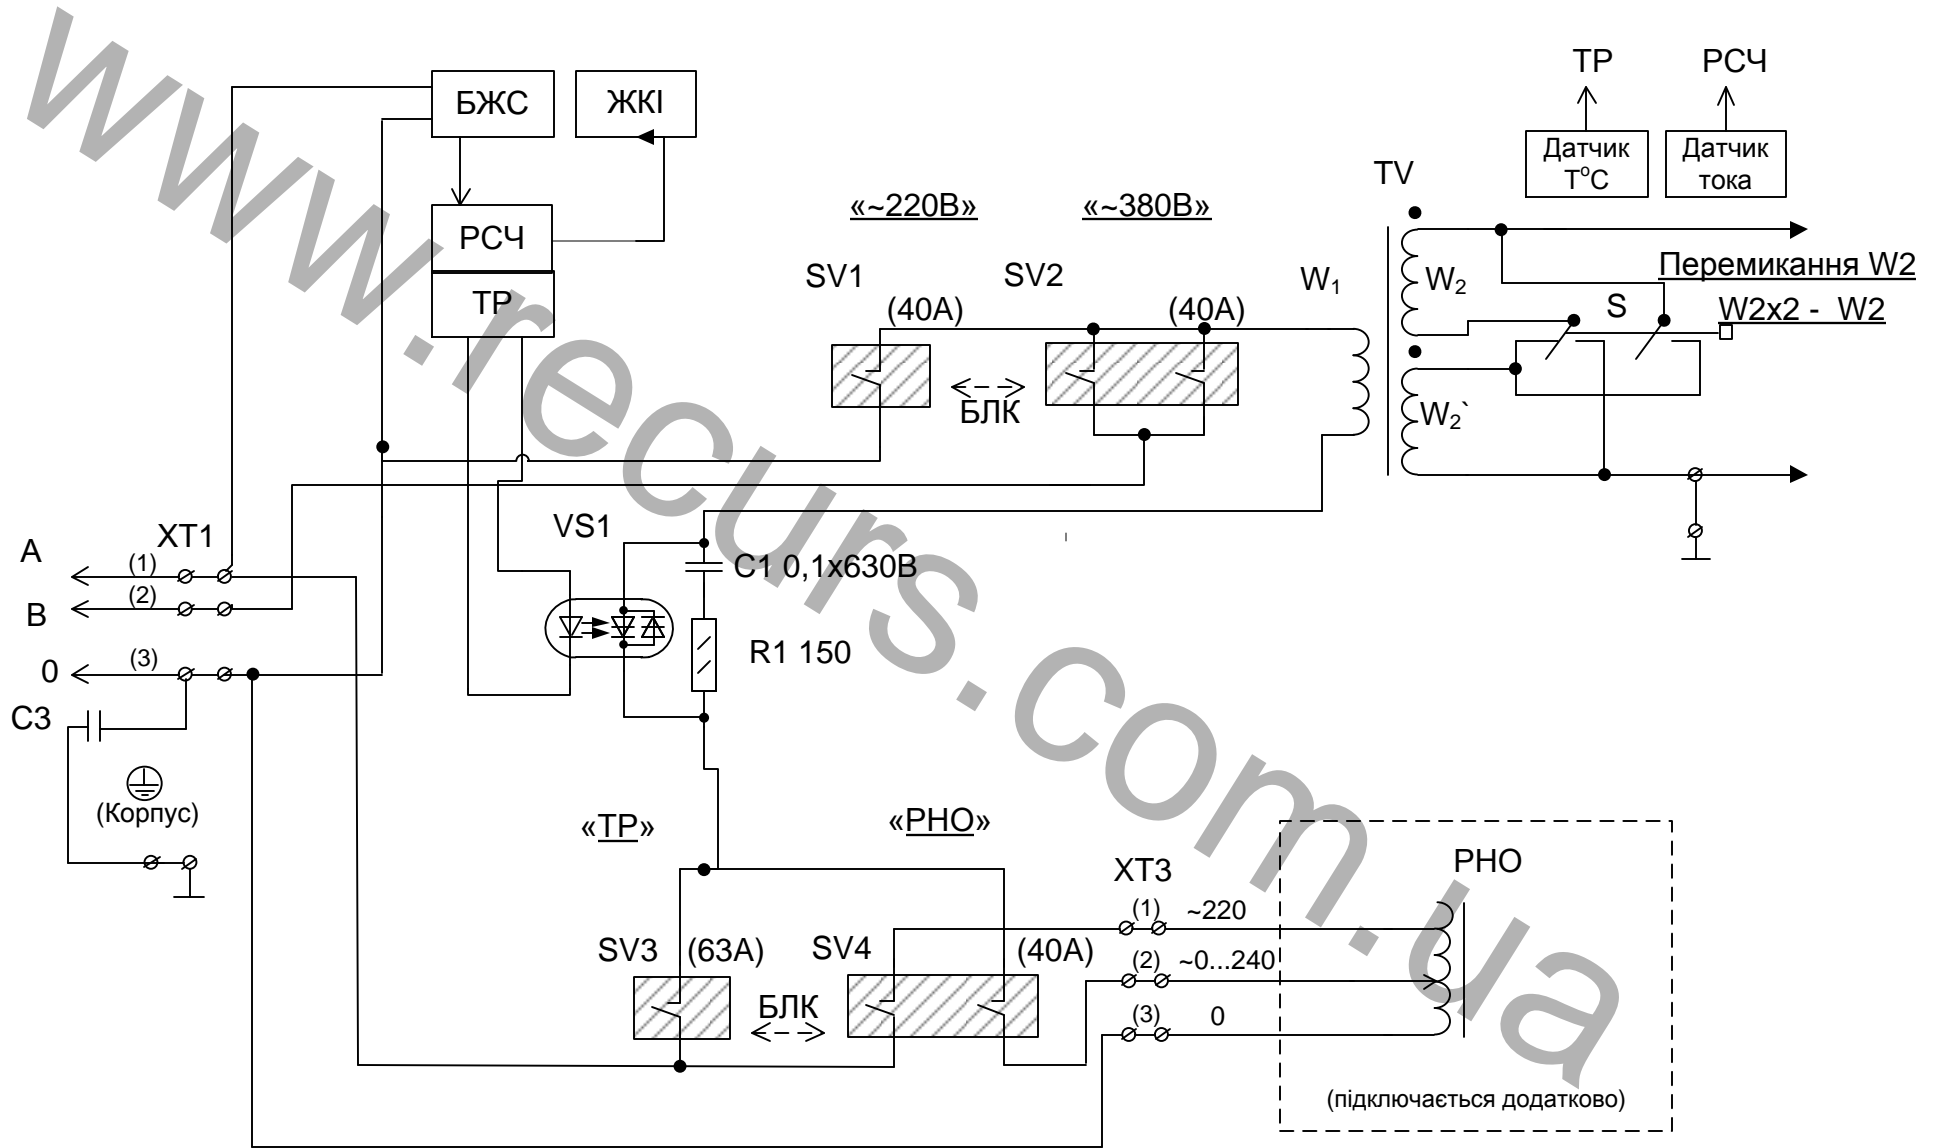 www.recurs.com.ua
БЖС
ЖКІ
РСЧ
ТР
ТР
РСЧ
Датчик
T°C
Датчик
тока
«~220В»
«~380В»
TV
SV1
(40А)
SV2
(40А)
W₁
W₂
W₂`
Перемикання W2
W2x2 - W2
S
БЛК
VS1
C1 0,1x630В
R1 150
XT1
A
(1)
B
(2)
0
(3)
C3
(Корпус)
«ТР»
«РНО»
SV3
(63А)
SV4
(40А)
БЛК
XT3
(1)
~220
(2)
~0...240
(3)
0
РНО
(підключається додатково)